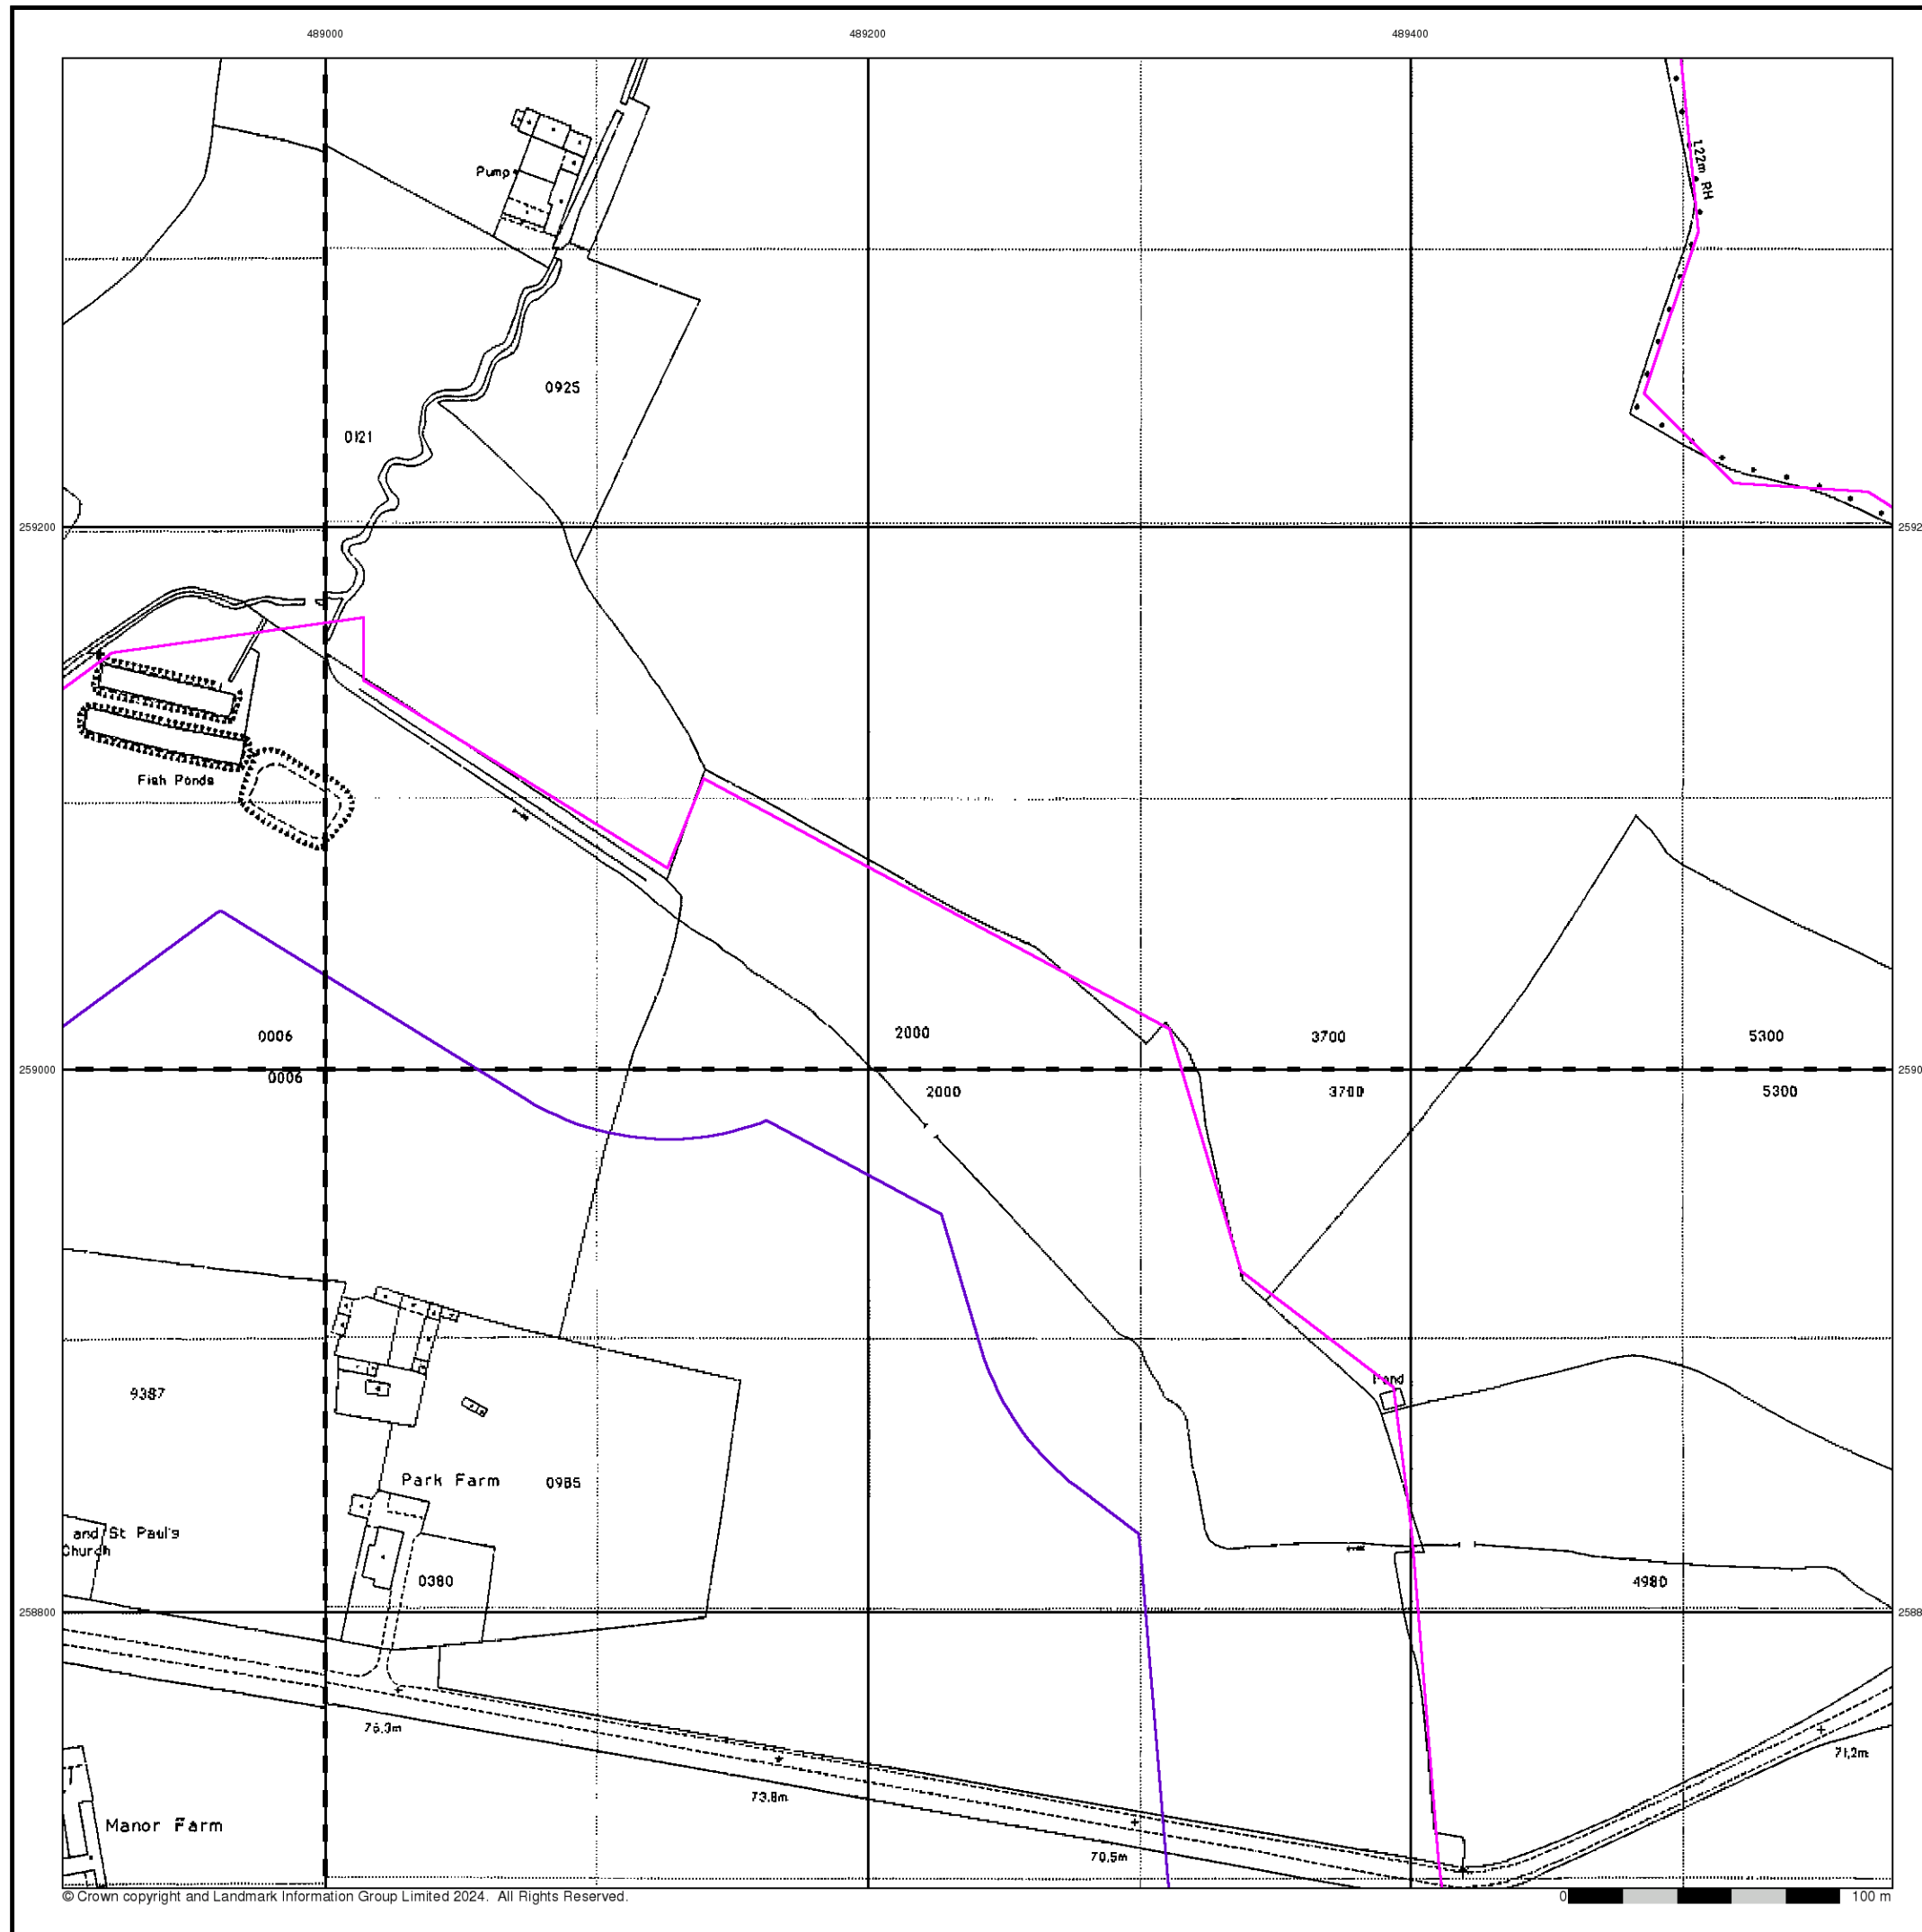 489000
489200
489400
1.22m RH
Pump
0925
0121
259200
Fish Ponds
0006
2000
3700
5300
259000
0006
2000
3700
5300
9387
Park Farm
0985
and St Paul's
Church
0380
4980
258800
76.3m
73.8m
71.2m
Manor Farm
70.5m
© Crown copyright and Landmark Information Group Limited 2024. All Rights Reserved.
0
100 m